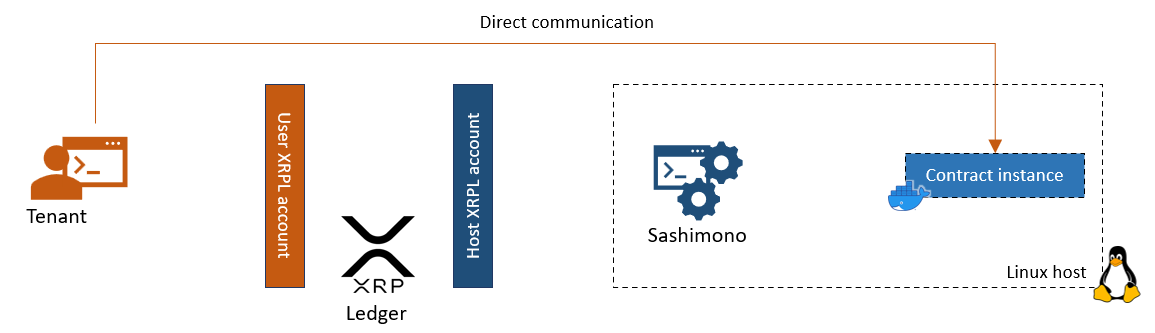 Direct communication
User XRPL account
Host XRPL account
Contract instance
Tenant
Sashimono
Linux host
XRP
Ledger